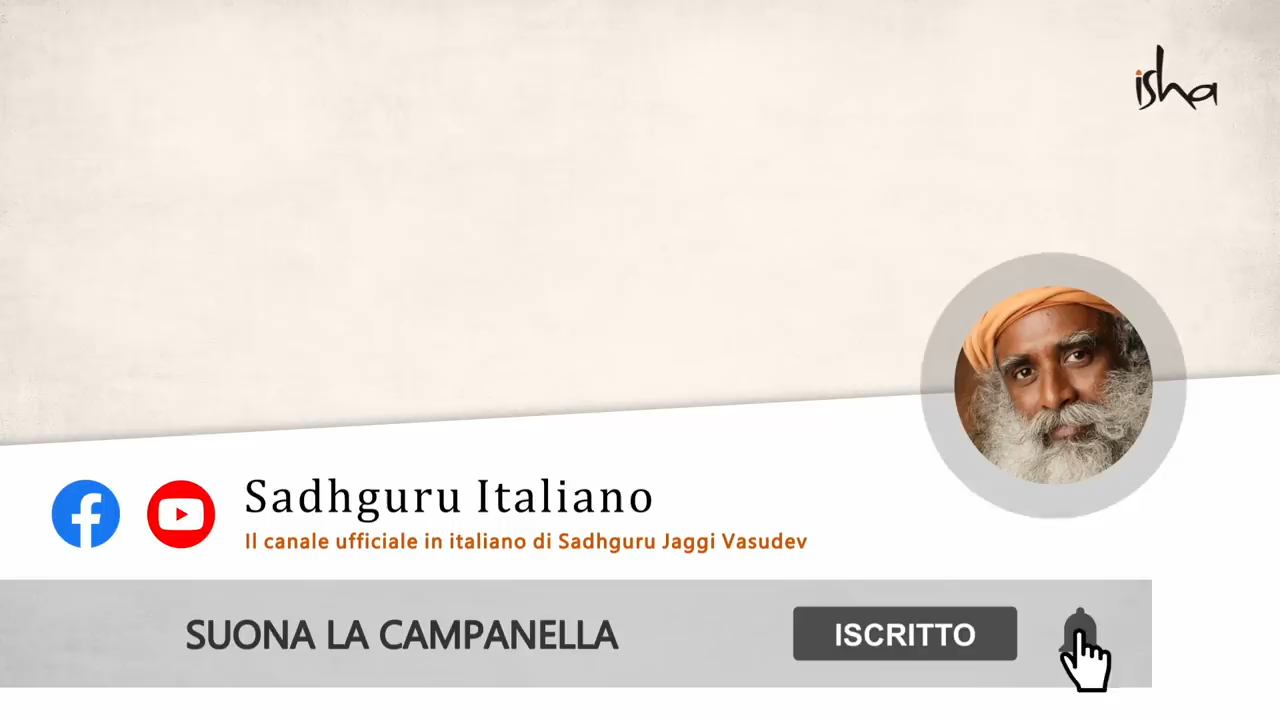 isha
Sadhguru Italiano
Il canale ufficiale in italiano di Sadhguru Jaggi Vasudev
SUONA LA CAMPANELLA
ISCRITTO